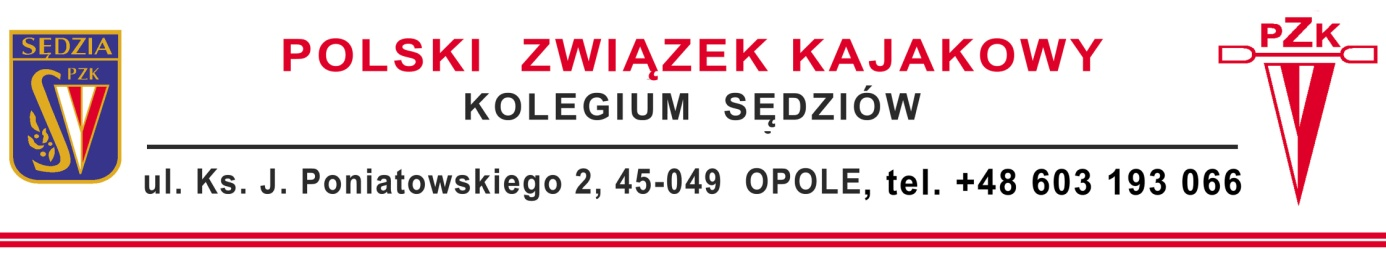 SĘDZIA
PZK
POLSKI ZWIĄZEK KAJAKOWY
KOLEGIUM SĘDZIÓW
ul. Ks. J. Poniatowskiego 2, 45-049 OPOLE, tel. +48 603 193 066
PZK